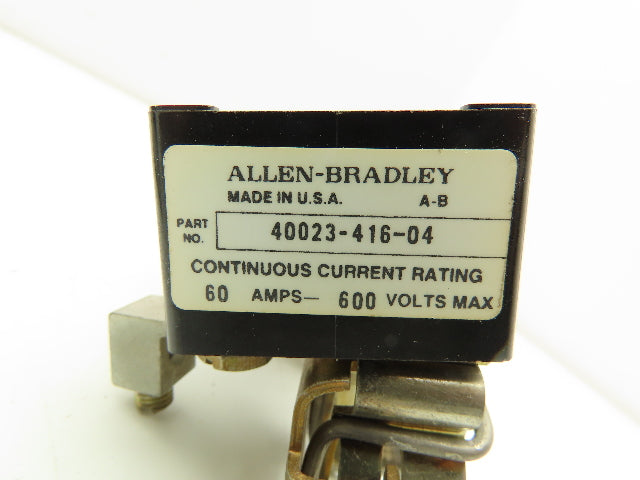 ALLEN-BRADLEY
MADE IN U.S.A. A-B
PART NO. 40023-416-04
CONTINUOUS CURRENT RATING
60 AMPS— 600 VOLTS MAX